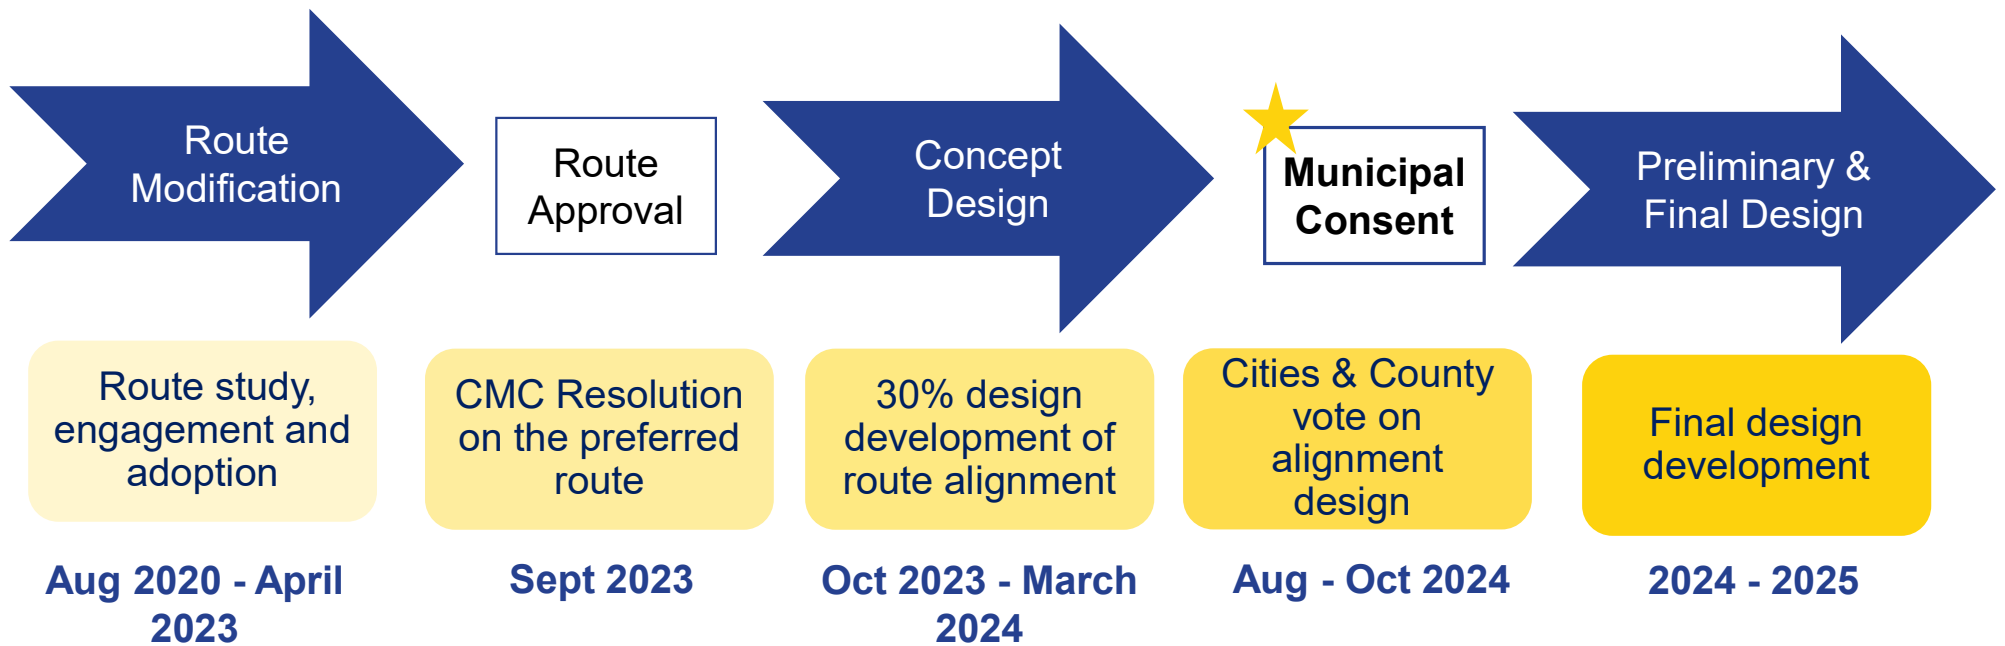 Route
Modification
Route
Approval
Concept
Design
Municipal
Consent
Preliminary &
Final Design
Route study,
engagement and
adoption
CMC Resolution
on the preferred
route
30% design
development of
route alignment
Cities & County
vote on
alignment
design
Final design
development
Aug 2020 - April
2023
Sept 2023
Oct 2023 - March
2024
Aug - Oct 2024
2024 - 2025